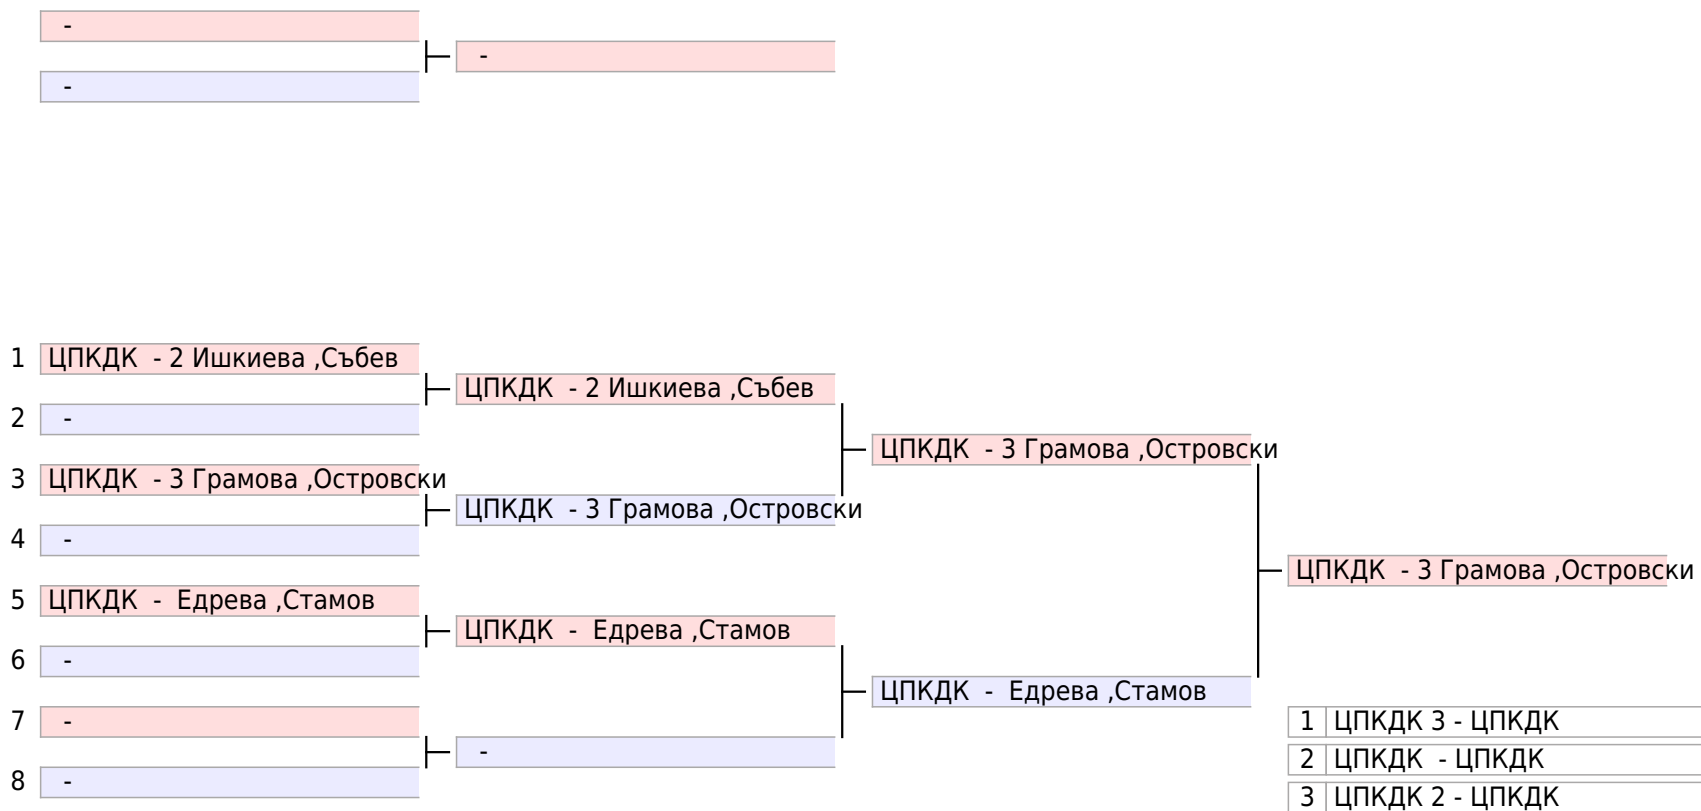 -
-
-
1 ЦПКДК - 2 Ишкиева ,Събев
ЦПКДК - 2 Ишкиева ,Събев
2 -
ЦПКДК - 3 Грамова ,Островски
3 ЦПКДК - 3 Грамова ,Островски
ЦПКДК - 3 Грамова ,Островски
4 -
ЦПКДК - 3 Грамова ,Островски
5 ЦПКДК - Едрева ,Стамов
ЦПКДК - Едрева ,Стамов
6 -
ЦПКДК - Едрева ,Стамов
7 -
1 ЦПКДК 3 - ЦПКДК
-
2 ЦПКДК - ЦПКДК
8 -
3 ЦПКДК 2 - ЦПКДК